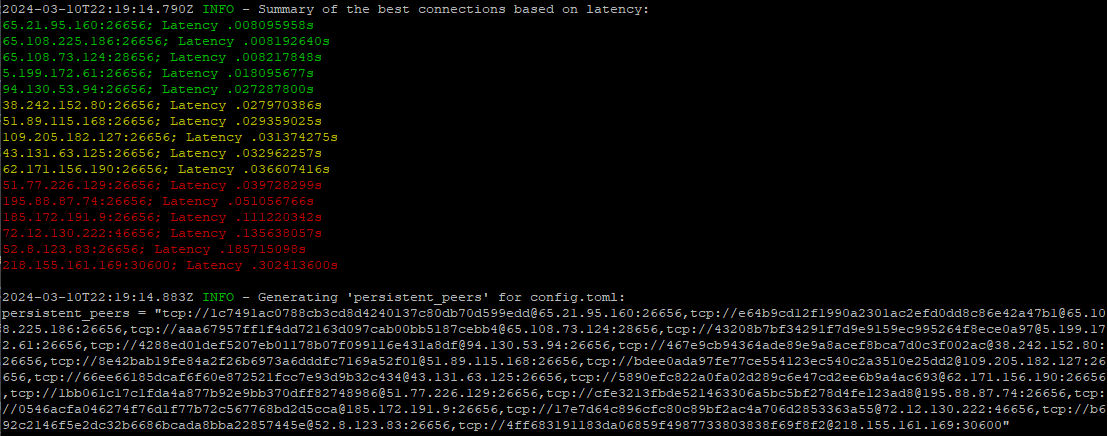 2024-03-10T22:19:14.790Z INFO - Summary of the best connections based on latency:
65.21.95.160:26656; Latency .008095958s
65.108.225.186:26656; Latency .008192640s
65.108.73.124:28656; Latency .008217848s
5.199.172.61:26656; Latency .018095677s
94.130.53.94:26656; Latency .027287800s
38.242.152.80:26656; Latency .027970386s
51.89.115.168:26656; Latency .029359025s
109.205.182.127:26656; Latency .031374275s
43.131.63.125:26656; Latency .032962257s
62.171.156.190:26656; Latency .036607416s
51.77.226.129:26656; Latency .039728299s
195.88.87.74:26656; Latency .051056766s
185.172.191.9:26656; Latency .111220342s
72.12.130.222:46656; Latency .135638057s
52.8.123.83:26656; Latency .185715098s
218.155.161.169:30600; Latency .302413600s
2024-03-10T22:19:14.883Z INFO - Generating 'persistent_peers' for config.toml:
persistent_peers = "tcp://1c7491ac0788cb3cd8d4240137c80db70d599edd@65.21.95.160:26656,tcp://e64b9cd12f1990a2301ac2efd0dd8c86e42a47b1@65.10
8.225.186:26656,tcp://aaa67957ff1f4dd72163d097cab00bb5187cebb4@65.108.73.124:28656,tcp://43208b7bf34291f7d9e9159ec995264f8ece0a97@5.199.17
2.61:26656,tcp://4288ed01def5207eb01178b07f099116e431a8df@94.130.53.94:26656,tcp://467e9cb94364ade89e9a8acef8bca7d0c3f002ac@38.242.152.80:
26656,tcp://8e42bab19fe84a2f26b6973a6dddfc7169a52f01@51.89.115.168:26656,tcp://bdee0ada97fe77ce554123ec540c2a3510e25dd2@109.205.182.127:26
656,tcp://66ee66185dcaf6f60e872521fcc7e93d9b32c434@43.131.63.125:26656,tcp://5890efc822a0fa02d289c6e47cd2ee6b9a4ac693@62.171.156.190:26656
,tcp://1bb061c17c1fda4a877b92e9bb370dff82748986@51.77.226.129:26656,tcp://cfe3213fbde521463306a5bc5bf278d4fe123ad8@195.88.87.74:26656,tcp:
//0546acfa046274f76d1f77b72c567768bd2d5cca@185.172.191.9:26656,tcp://17e7d64c896cfc80c89bf2ac4a706d2853363a55@72.12.130.222:46656,tcp://b6
92c2146f5e2dc32b6686bcada8bba22857445e@52.8.123.83:26656,tcp://4ff683191183da06859f4987733803838f69f8f2@218.155.161.169:30600"